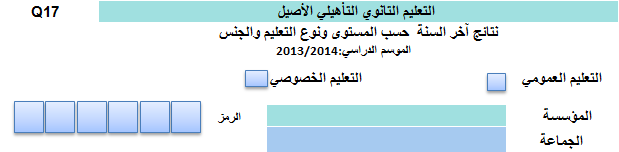 التعليم الثانوي التأهيلي الأصيل Q17
نتائج آخر السنة حسب المستوى ونوع التعليم والجنس
الموسم الدراسي:2013/2014
التعليم العمومي التعليم الخصوصي
المؤسسة الرمز
الجماعة